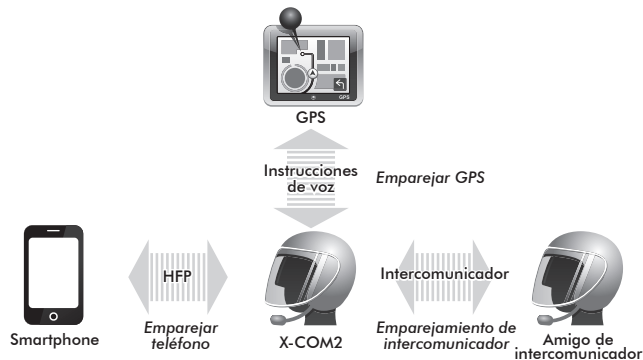 GPS
GPS
Instrucciones
de voz
Emparejar GPS
HFP
Intercomunicador
Smartphone
Emparejar
teléfono
X-COM2
Emparejamiento de
intercomunicador
Amigo de
intercomunicador